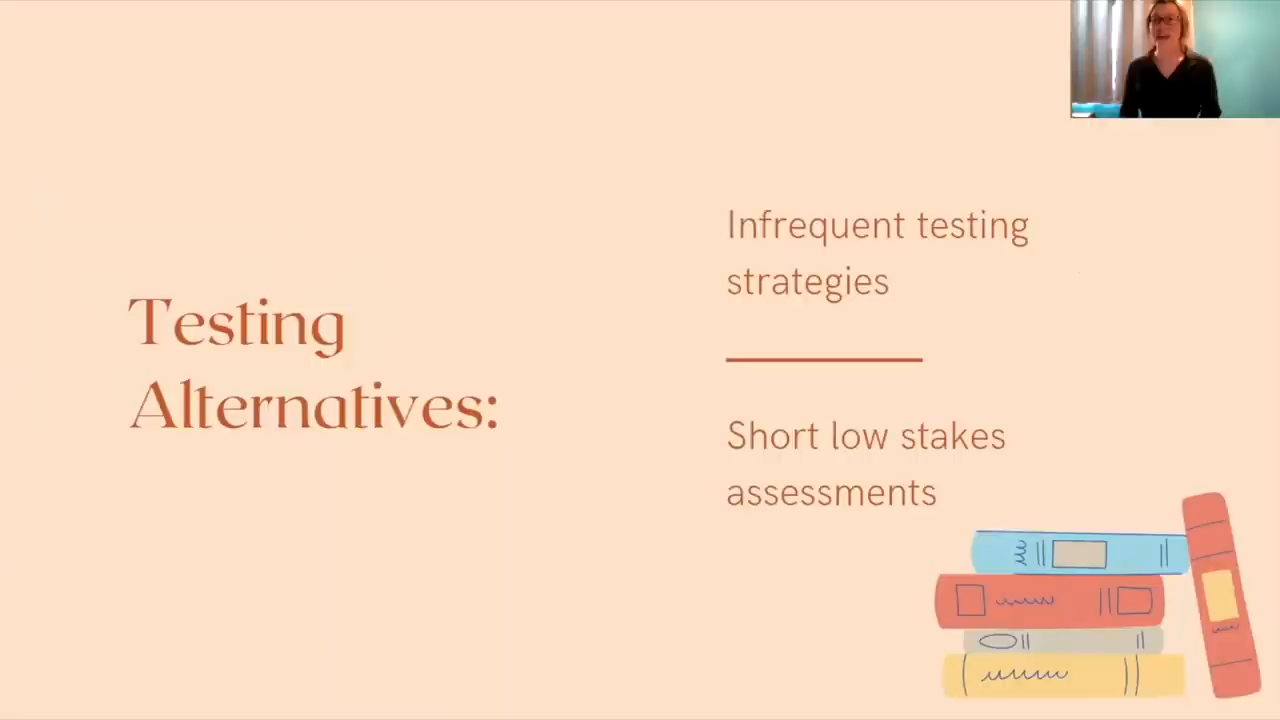 Testing
Alternatives:
Infrequent testing
strategies
Short low stakes
assessments